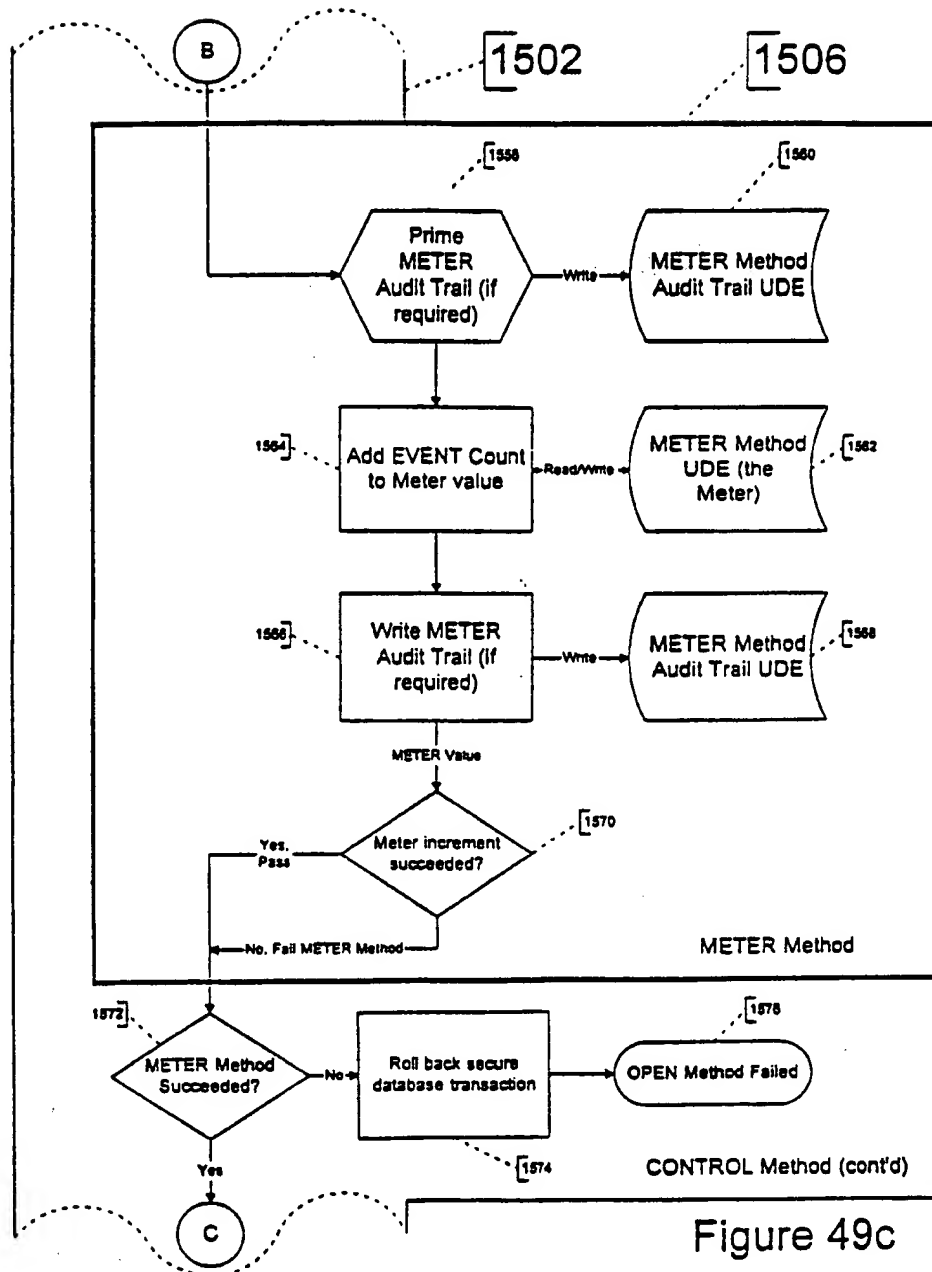 B
1502
1506
1558
1560
Prime
METER
Audit Trail (if
required)
Write
METER Method
Audit Trail UDE
1564
Add EVENT Count
to Meter value
Read/Write
METER Method
UDE (the
Meter)
1562
1566
Write METER
Audit Trail (if
required)
Write
METER Method
Audit Trail UDE
1568
METER Value
Meter increment
succeeded?
1570
Yes,
Pass
No, Fail METER Method
METER Method
1572
METER Method
Succeeded?
No
Roll back secure
database transaction
1576
OPEN Method Failed
1574
Yes
CONTROL Method (cont'd)
C
Figure 49c